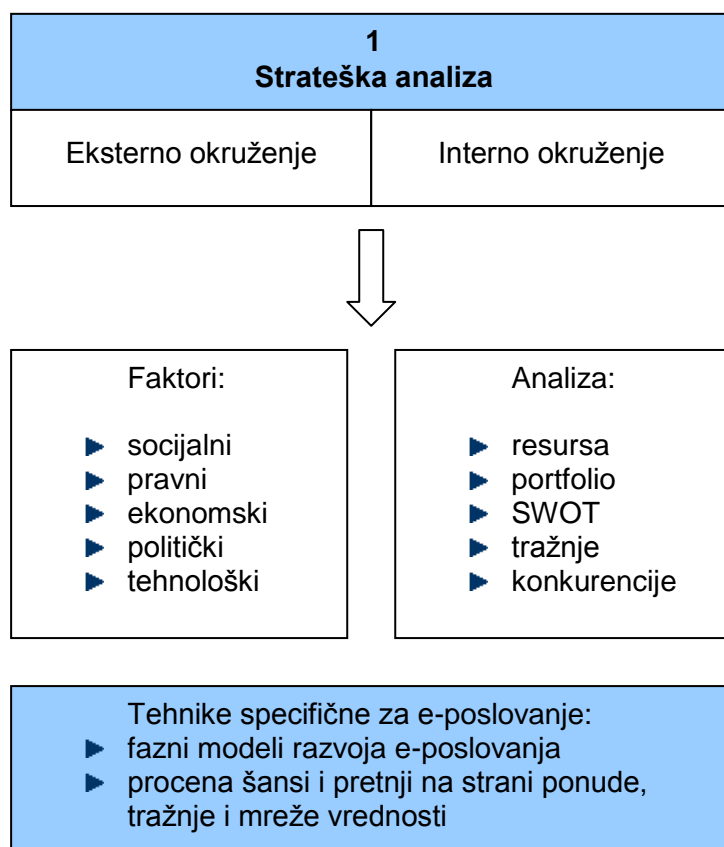 1
Strateška analiza
Eksterno okruženje
Interno okruženje
Faktori:
socijalni
pravni
ekonomski
politički
tehnološki
Analiza:
resursa
portfolio
SWOT
tražnje
konkurencije
Tehnike specifične za e-poslovanje:
fazni modeli razvoja e-poslovanja
procena šansi i pretnji na strani ponude,
tražnje i mreže vrednosti